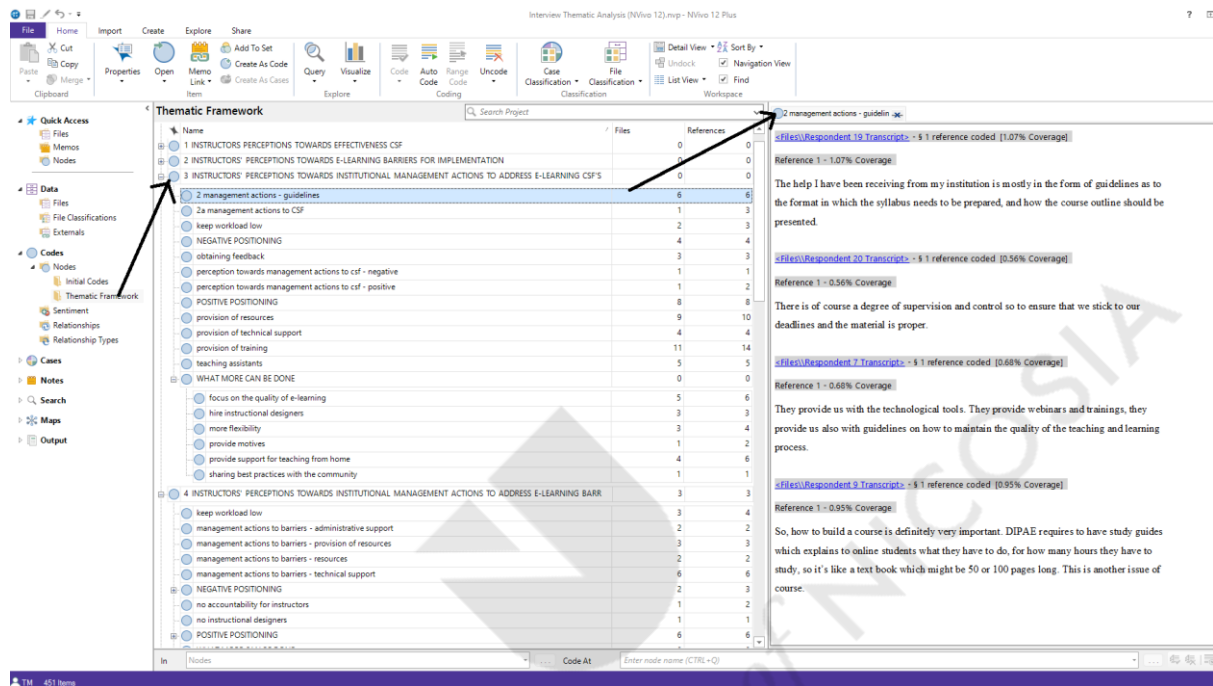 Interview Thematic Analysis (NVivo 12).nvp - NVivo 12 Plus
File Home Import Create Explore Share
Paste
Cut
Copy
Merge
Clipboard
Properties
Open
Memo Link
Add To Set
Create As Code
Create As Cases
Item
Query
Visualize
Explore
Code
Auto Code
Range Code
Uncode
Coding
Case Classification
File Classification
Classification
Detail View
Sort By
Undock
Navigation View
List View
Find
Workspace
Quick Access
Files
Memos
Nodes
Data
Files
File Classifications
Externals
Codes
Nodes
Initial Codes
Thematic Framework
Sentiment
Relationships
Relationship Types
Cases
Notes
Search
Maps
Output
Thematic Framework
Search Project
Name Files References
1 INSTRUCTORS PERCEPTIONS TOWARDS EFFECTIVENESS CSF 0 0
2 INSTRUCTORS' PERCEPTIONS TOWARDS E-LEARNING BARRIERS FOR IMPLEMENTATION 0 0
3 INSTRUCTORS' PERCEPTIONS TOWARDS INSTITUTIONAL MANAGEMENT ACTIONS TO ADDRESS E-LEARNING CSF'S 0 0
2 management actions - guidelines 6 6
2a management actions to CSF 1 3
keep workload low 2 3
NEGATIVE POSITIONING 4 4
obtaining feedback 3 3
perception towards management actions to csf - negative 1 1
perception towards management actions to csf - positive 1 2
POSITIVE POSITIONING 8 8
provision of resources 9 10
provision of technical support 4 4
provision of training 11 14
teaching assistants 5 5
WHAT MORE CAN BE DONE 0 0
focus on the quality of e-learning 5 6
hire instructional designers 3 3
more flexibility 3 4
provide motives 1 2
provide support for teaching from home 4 6
sharing best practices with the community 1 1
4 INSTRUCTORS' PERCEPTIONS TOWARDS INSTITUTIONAL MANAGEMENT ACTIONS TO ADDRESS E-LEARNING BARR 3 3
keep workload low 3 4
management actions to barriers - administrative support 2 2
management actions to barriers - provision of resources 3 3
management actions to barriers - resources 2 2
management actions to barriers - technical support 6 6
NEGATIVE POSITIONING 2 3
no accountability for instructors 1 2
no instructional designers 1 1
POSITIVE POSITIONING 6 6
2 management actions - guidelin
<Files\\Respondent 19 Transcript> - § 1 reference coded [1.07% Coverage]
Reference 1 - 1.07% Coverage
The help I have been receiving from my institution is mostly in the form of guidelines as to
the format in which the syllabus needs to be prepared, and how the course outline should be
presented.
<Files\\Respondent 20 Transcript> - § 1 reference coded [0.56% Coverage]
Reference 1 - 0.56% Coverage
There is of course a degree of supervision and control so to ensure that we stick to our
deadlines and the material is proper.
<Files\\Respondent 7 Transcript> - § 1 reference coded [0.68% Coverage]
Reference 1 - 0.68% Coverage
They provide us with the technological tools. They provide webinars and trainings, they
provide us also with guidelines on how to maintain the quality of the teaching and learning
process.
<Files\\Respondent 9 Transcript> - § 1 reference coded [0.95% Coverage]
Reference 1 - 0.95% Coverage
So, how to build a course is definitely very important. DIPAE requires to have study guides
which explains to online students what they have to do, for how many hours they have to
study, so it's like a text book which might be 50 or 100 pages long. This is another issue of
course.
In Nodes Code At Enter node name (CTRL+Q)
TM 451 Items
of NICOSIA